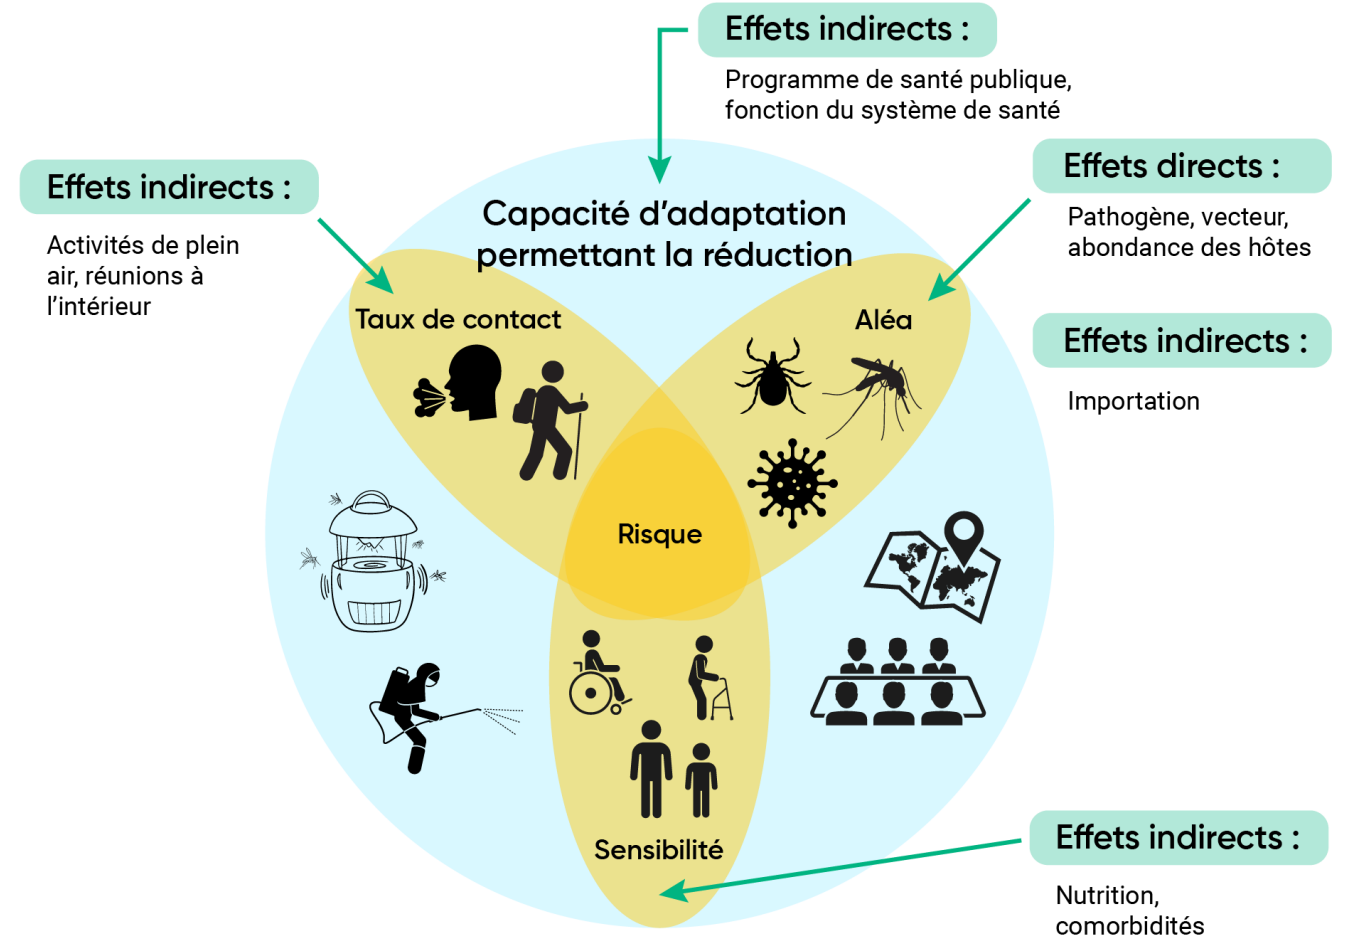 Effets indirects :
Programme de santé publique,
fonction du système de santé
Effets indirects :
Activités de plein
air, réunions à
l’intérieur
Effets directs :
Pathogène, vecteur,
abondance des hôtes
Effets indirects :
Importation
Capacité d’adaptation
permettant la réduction
Taux de contact
Aléa
Risque
Sensibilité
Effets indirects :
Nutrition,
comorbidités